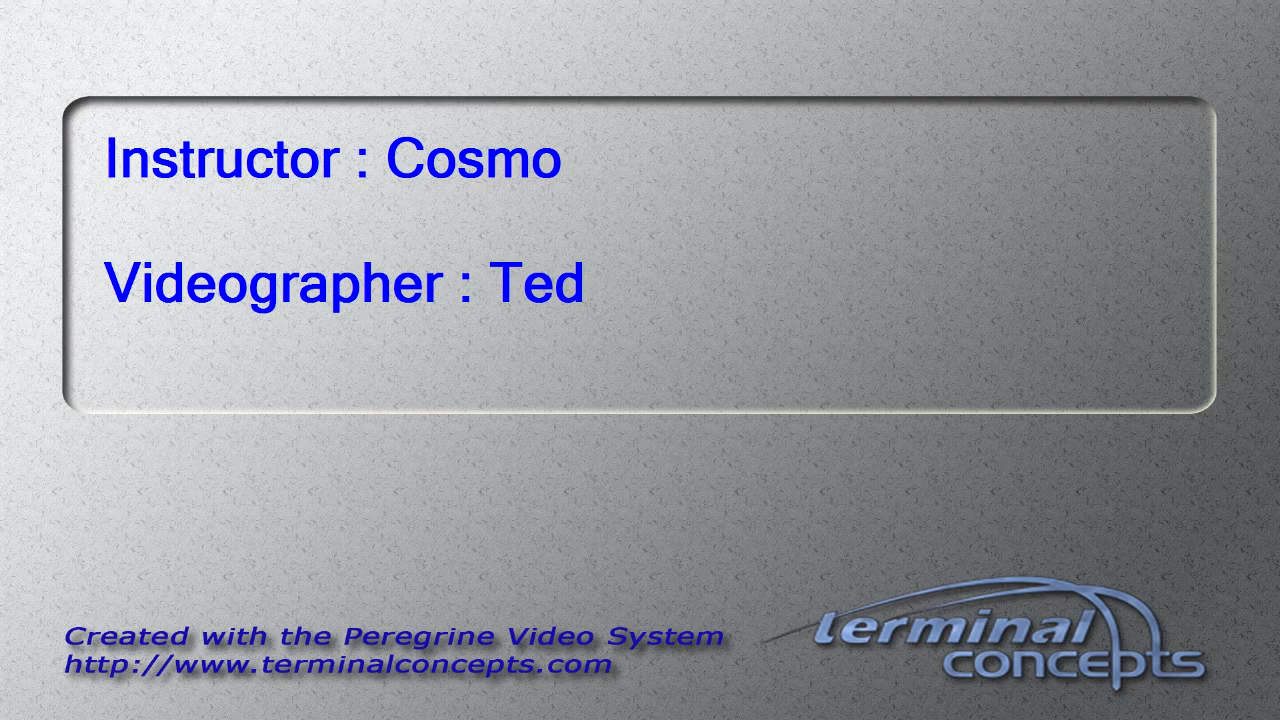 Instructor : Cosmo
Videographer : Ted
Created with the Peregrine Video System
http://www.terminalconcepts.com
terminal
concepts